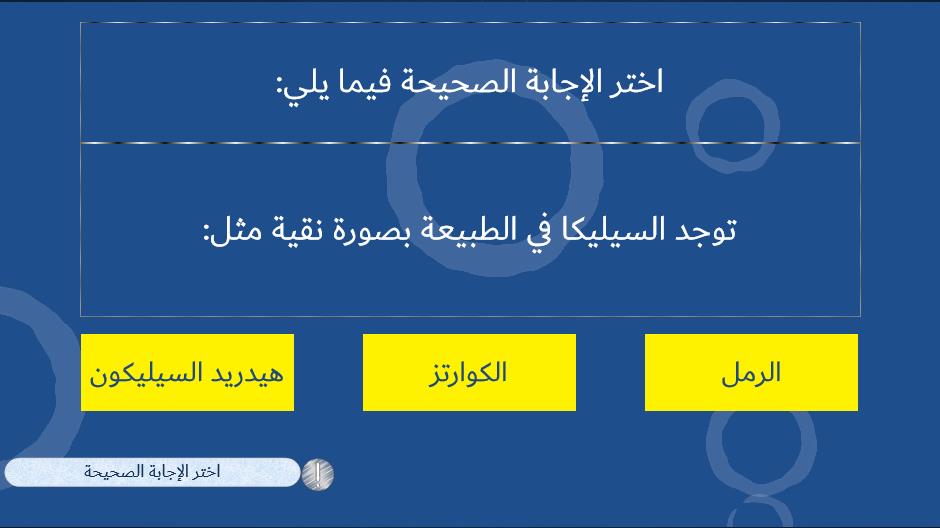 اختر الإجابة الصحيحة فيما يلي:
توجد السيليكا في الطبيعة بصورة نقية مثل:
الرمل
الكوارتز
هيدريد السيليكون
اختر الإجابة الصحيحة
!